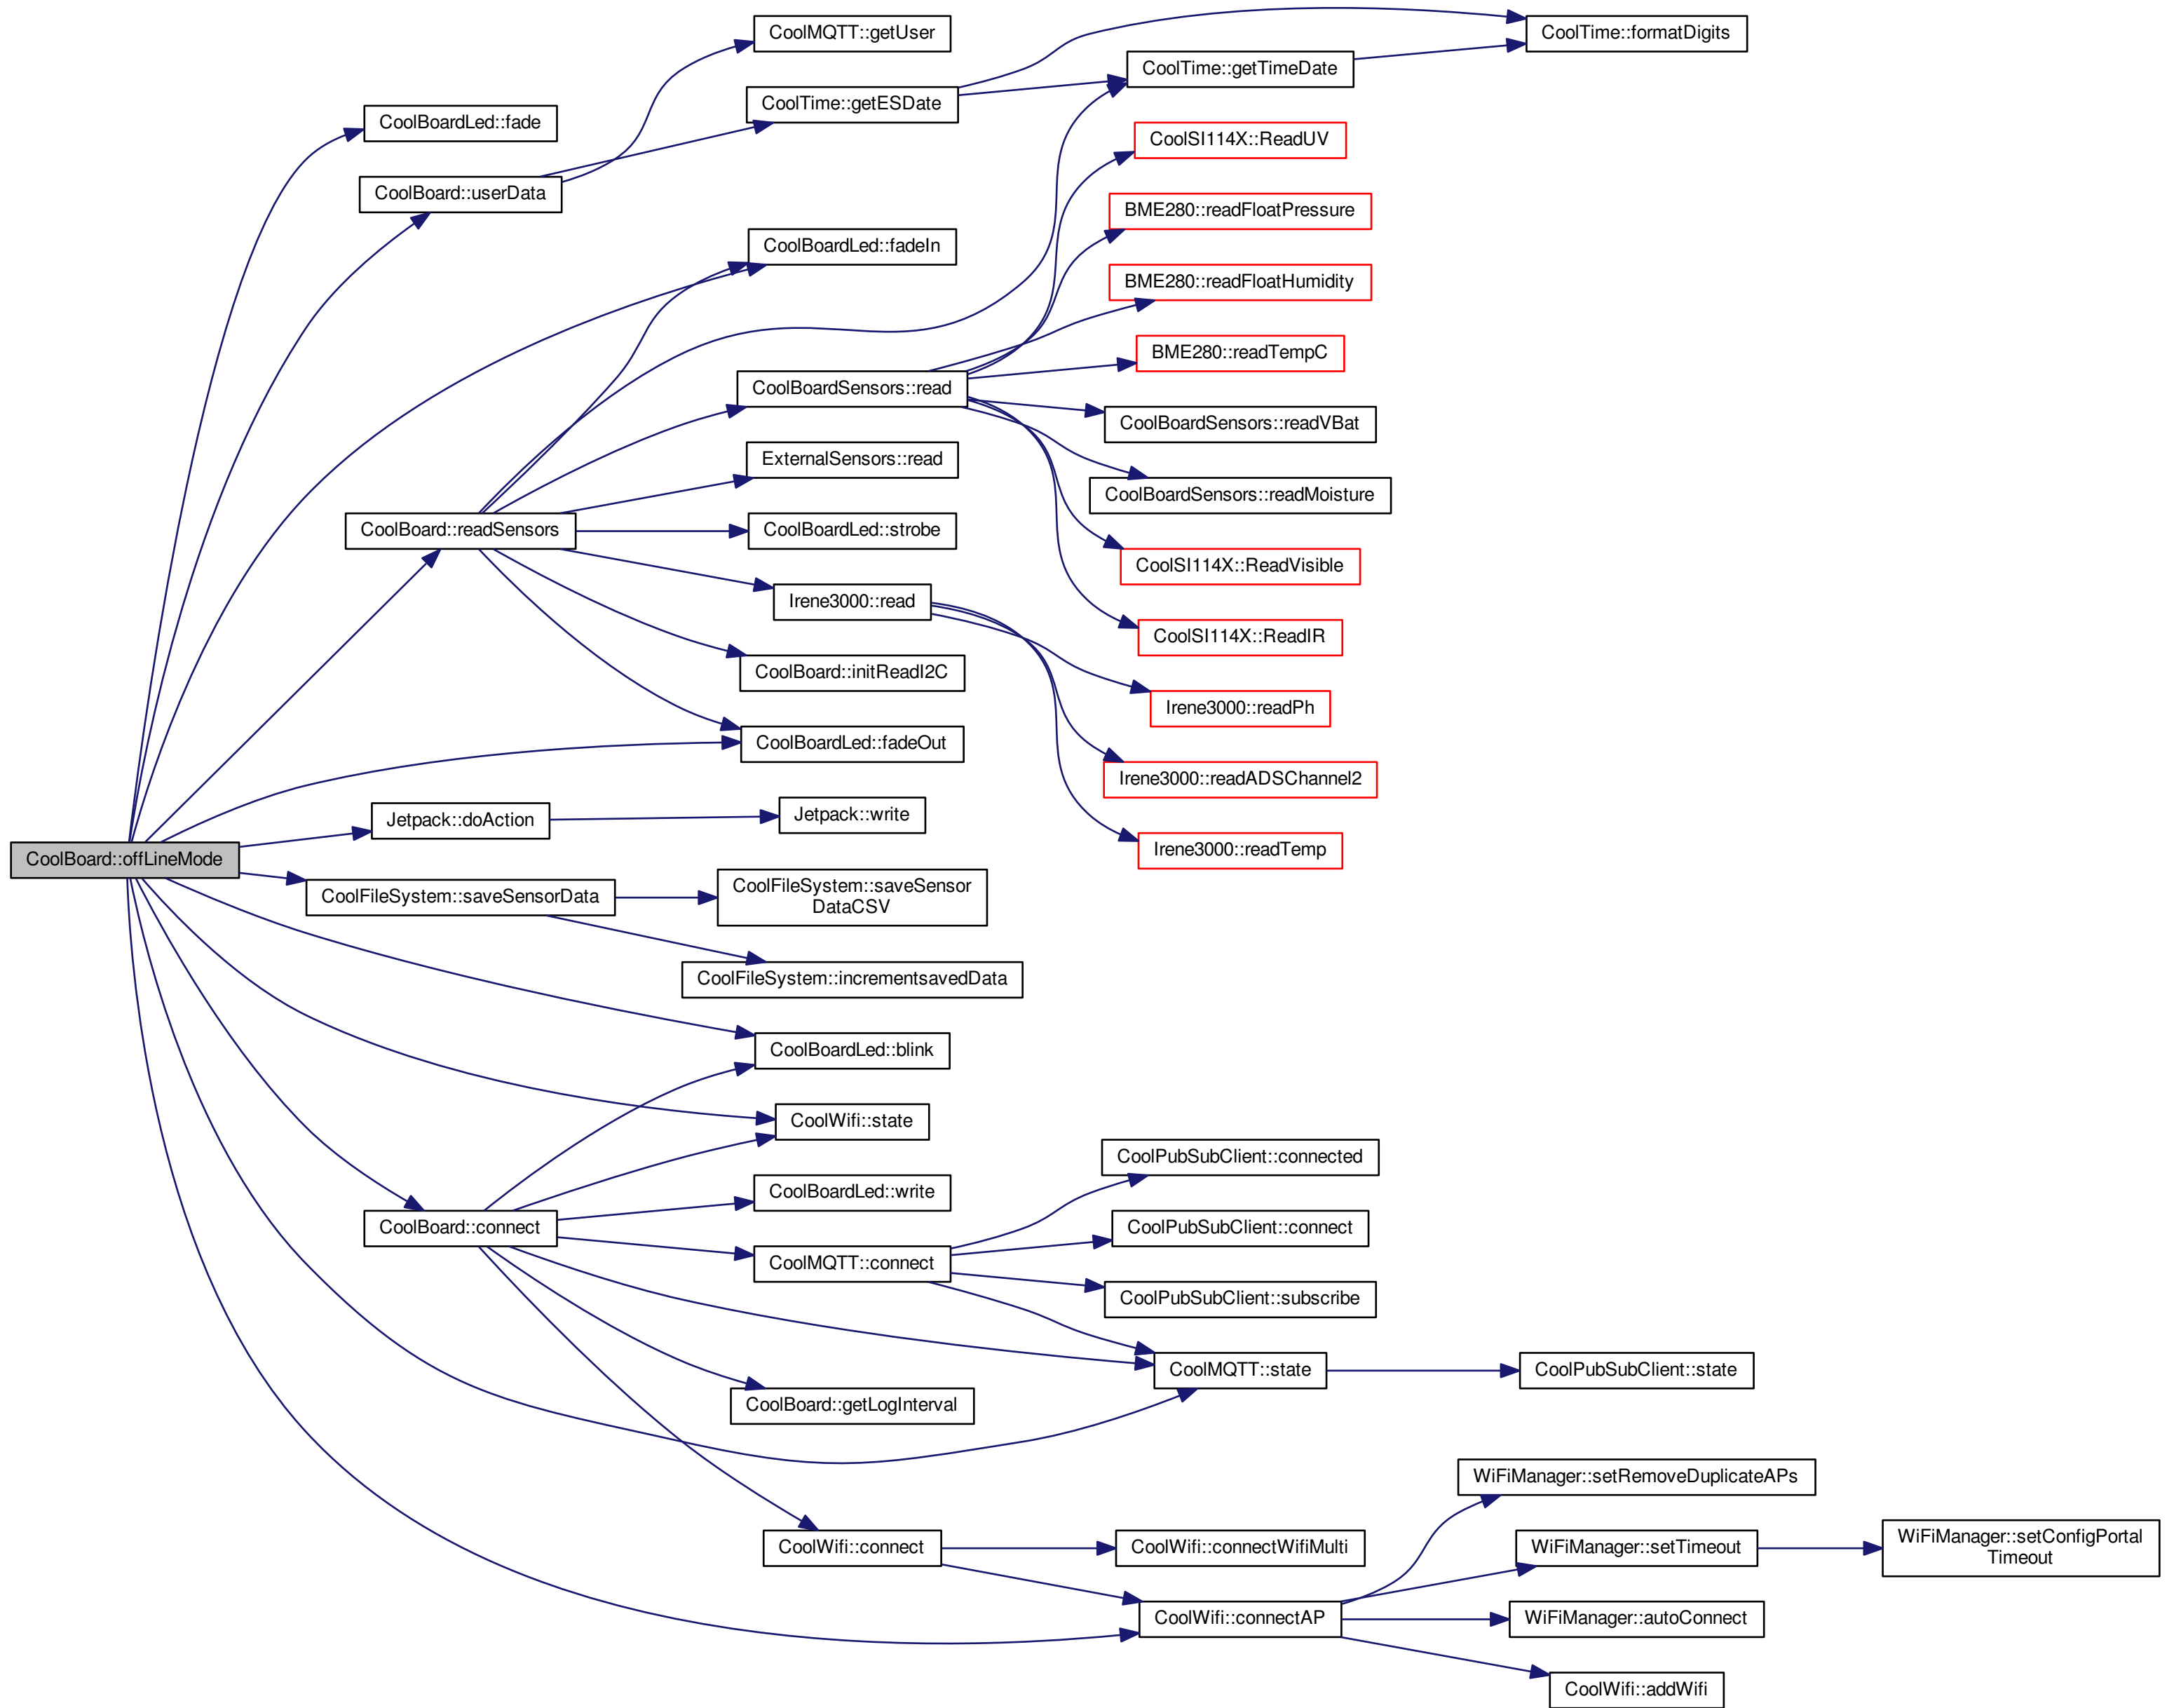 CoolMQTT::getUser
CoolTime::formatDigits
CoolTime::getTimeDate
CoolTime::getESDate
CoolBoardLed::fade
CoolSI114X::ReadUV
CoolBoard::userData
BME280::readFloatPressure
CoolBoardLed::fadeIn
BME280::readFloatHumidity
BME280::readTempC
CoolBoardSensors::read
CoolBoardSensors::readVBat
ExternalSensors::read
CoolBoardSensors::readMoisture
CoolBoard::readSensors
CoolBoardLed::strobe
CoolSI114X::ReadVisible
Irene3000::read
CoolSI114X::ReadIR
CoolBoard::initReadI2C
Irene3000::readPh
CoolBoardLed::fadeOut
Irene3000::readADSChannel2
Jetpack::doAction
Jetpack::write
Irene3000::readTemp
CoolBoard::offLineMode
CoolFileSystem::saveSensorData
CoolFileSystem::saveSensor
DataCSV
CoolFileSystem::incrementsavedData
CoolBoardLed::blink
CoolWifi::state
CoolPubSubClient::connected
CoolBoardLed::write
CoolBoard::connect
CoolPubSubClient::connect
CoolMQTT::connect
CoolPubSubClient::subscribe
CoolMQTT::state
CoolPubSubClient::state
CoolBoard::getLogInterval
WiFiManager::setRemoveDuplicateAPs
CoolWifi::connect
CoolWifi::connectWifiMulti
WiFiManager::setTimeout
WiFiManager::setConfigPortal
Timeout
CoolWifi::connectAP
WiFiManager::autoConnect
CoolWifi::addWifi